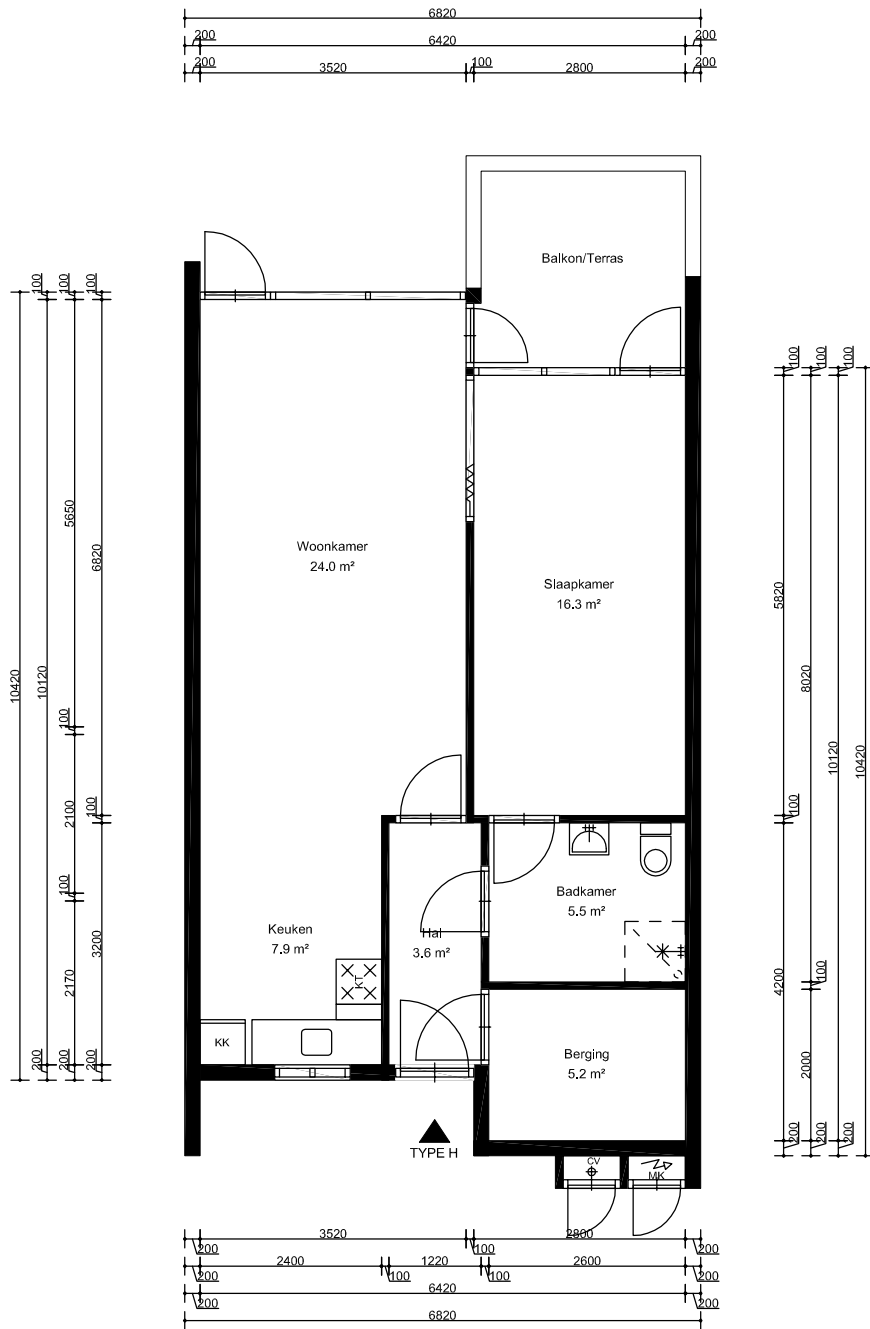 6820
200 6420 200
200 3520 100 2800 200
Balkon/Terras
100 100 100
100 100 100
5650
6820
5820
Woonkamer
24.0 m²
Slaapkamer
16.3 m²
10420 10120
8020
10120 10420
100
2100 100
100
100
3200
2170
Keuken
7.9 m²
Hal
3.6 m²
Badkamer
5.5 m²
KT
4200
100
2000
KK
Berging
5.2 m²
200 200 200
200 200 200
TYPE H
CV
MK
3520 2800
200 100 200
2400 1220 2600
200 100 100 200
6420
200 200
6820